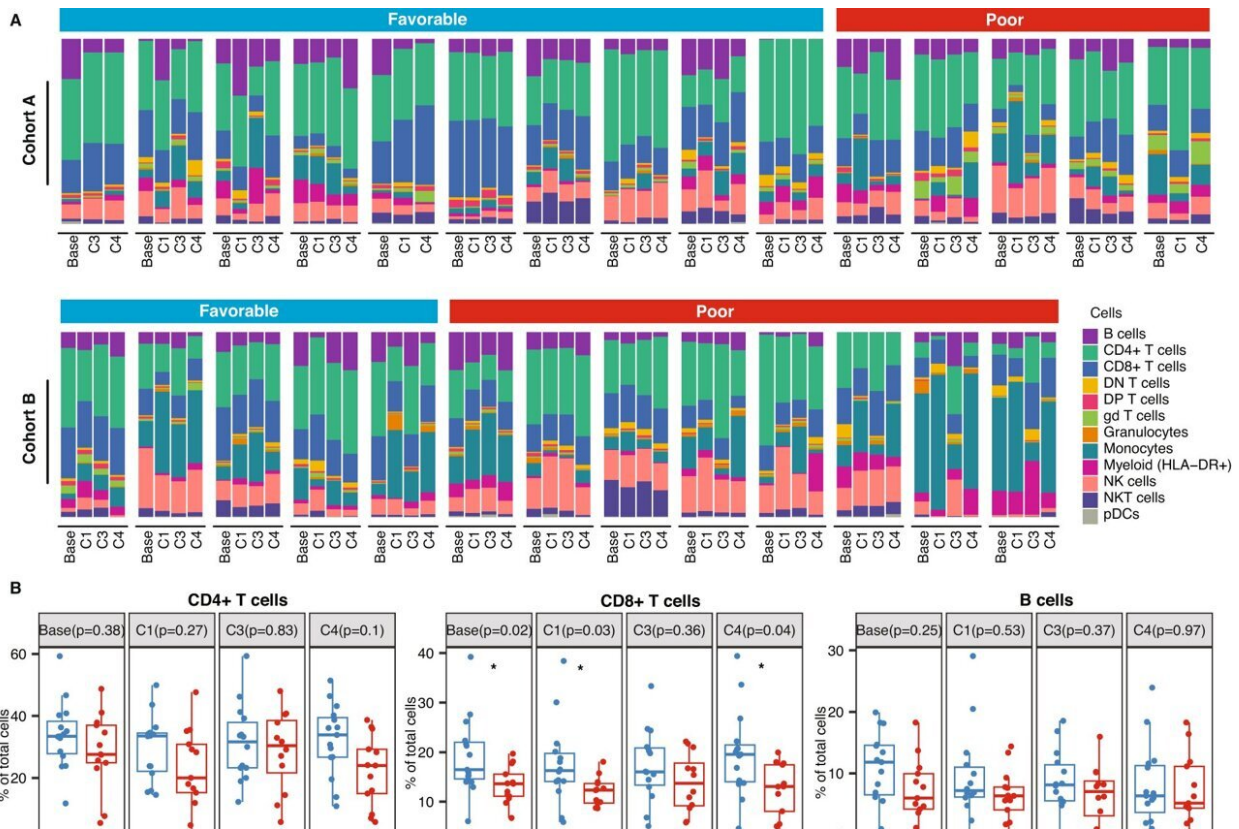 A
Favorable
Poor
Cohort A
Base C3 C4 Base C1 C3 C4 Base C1 C3 C4 Base C1 C3 C4 Base C1 C4 Base C1 C3 C4 Base C1 C3 C4 Base C1 C3 C4 Base C1 C3 C4 Base C1 C3 C4 Base C1 C3 C4 Base C1 C3 C4 Base C1 C3 C4 Base C1 C3 C4 Base C1 C4
Favorable
Poor
Cohort B
Base C1 C3 C4 Base C1 C3 C4 Base C1 C3 C4 Base C1 C3 C4 Base C1 C3 C4 Base C1 C3 C4 Base C1 C3 C4 Base C1 C3 C4 Base C1 C3 C4 Base C1 C3 C4 Base C1 C3 C4 Base C1 C3 C4 Base C1 C3 C4
Cells
B cells
CD4+ T cells
CD8+ T cells
DN T cells
DP T cells
gd T cells
Granulocytes
Monocytes
Myeloid (HLA−DR+)
NK cells
NKT cells
pDCs
B
CD4+ T cells
Base(p=0.38) C1(p=0.27) C3(p=0.83) C4(p=0.1)
% of total cells
60
40
20
CD8+ T cells
Base(p=0.02) C1(p=0.03) C3(p=0.36) C4(p=0.04)
* * *
% of total cells
40
30
20
10
B cells
Base(p=0.25) C1(p=0.53) C3(p=0.37) C4(p=0.97)
% of total cells
30
20
10